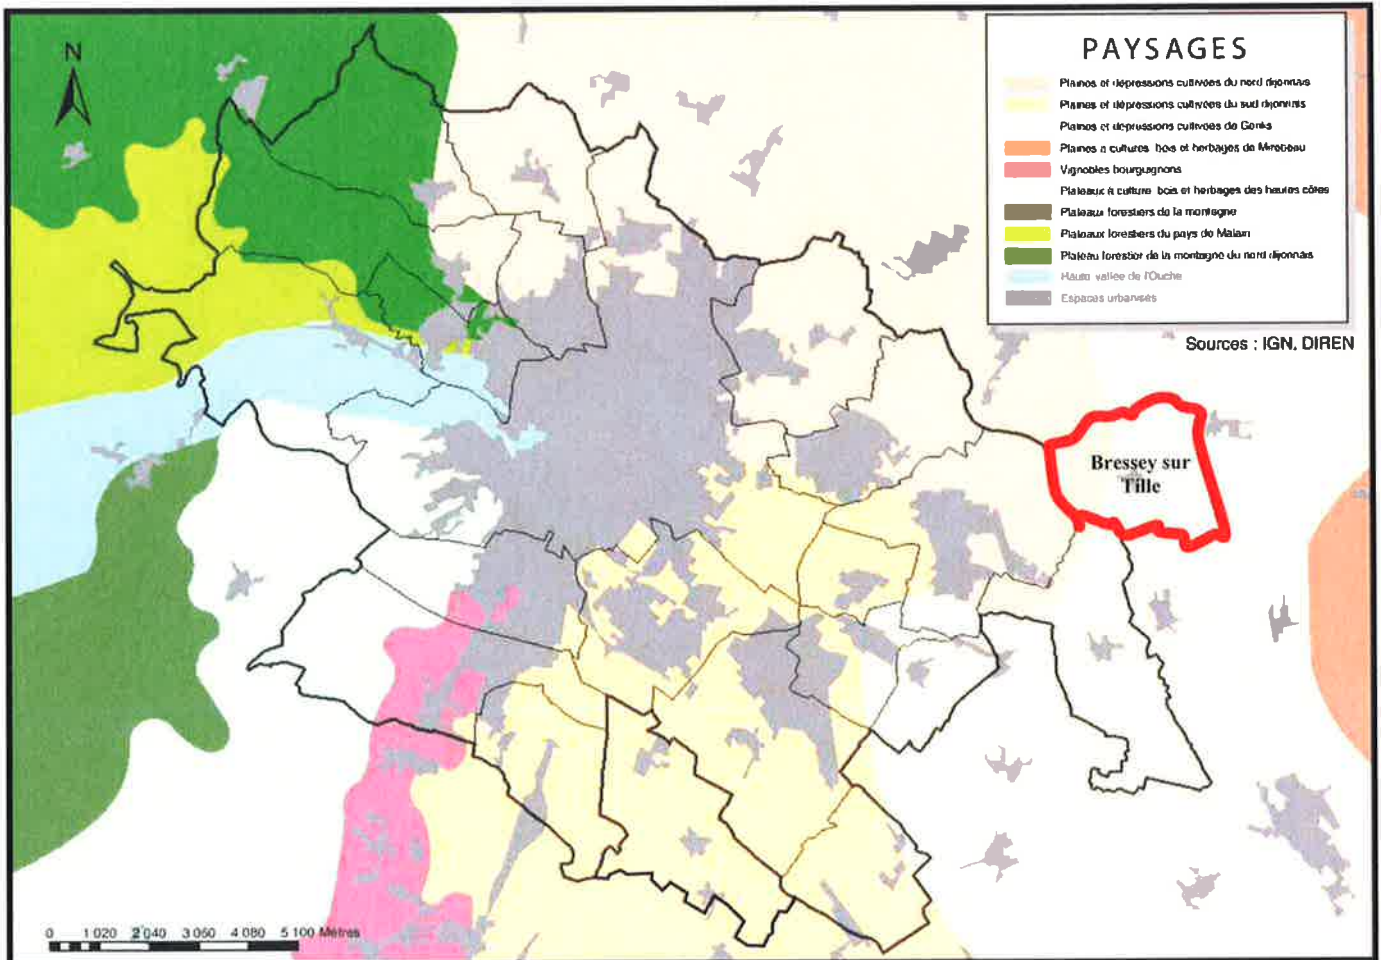 N
PAYSAGES
Plaines et dépressions cultivées du nord dijonnais
Plaines et dépressions cultivées du sud dijonnais
Plaines et dépressions cultivées de Genlis
Plaines à cultures bois et herbages de Mirebeau
Vignobles bourguignons
Plateaux à culture bois et herbages des hautes côtes
Plateaux forestiers de la montagne
Plateaux forestiers du pays de Malain
Plateau forestier de la montagne du nord dijonnais
Haute vallée de l'Ouche
Espaces urbanisés
Sources : IGN, DIREN
Bressey sur
Tille
0 1 020 2 040 3 060 4 080 5 100 Mètres